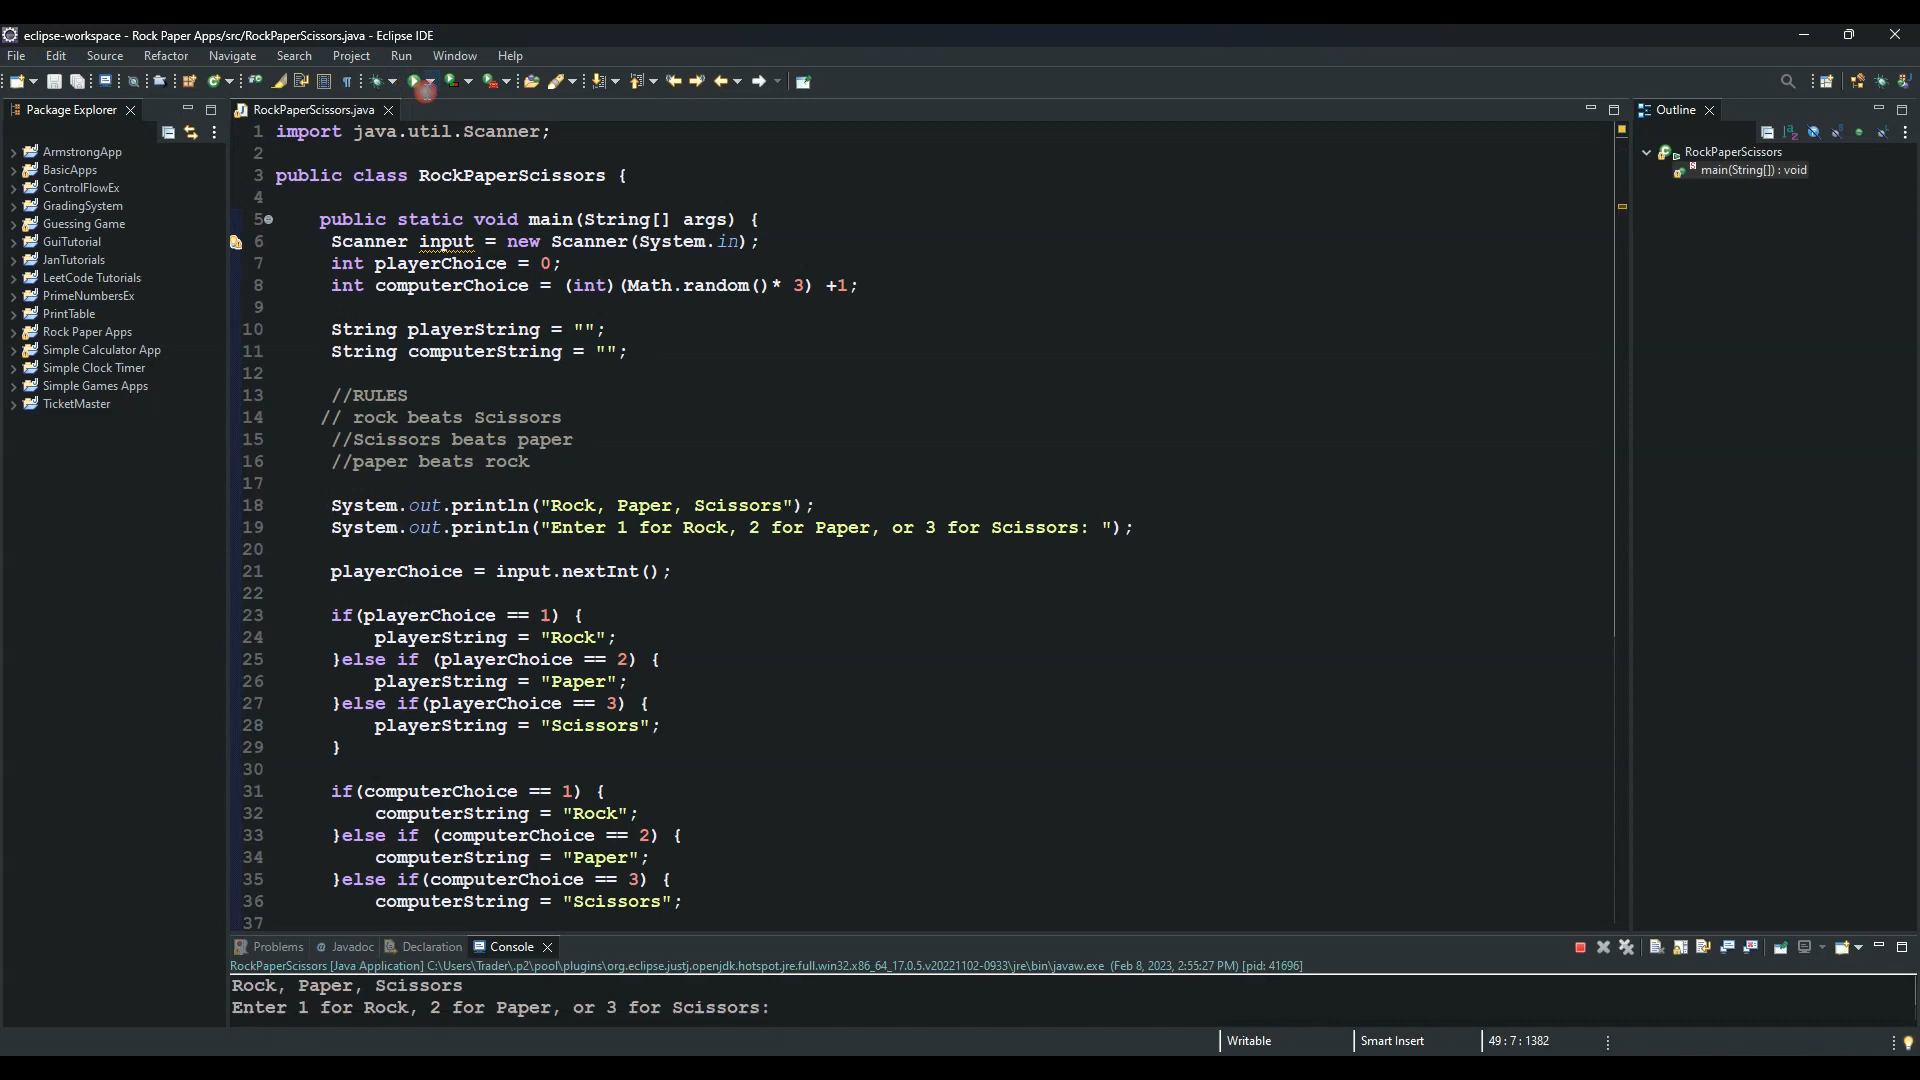 eclipse-workspace - Rock Paper Apps/src/RockPaperScissors.java - Eclipse IDE
File Edit Source Refactor Navigate Search Project Run Window Help
Package Explorer
ArmstrongApp
BasicApps
ControlFlowEx
GradingSystem
Guessing Game
GuiTutorial
JanTutorials
LeetCode Tutorials
PrimeNumbersEx
PrintTable
Rock Paper Apps
Simple Calculator App
Simple Clock Timer
Simple Games Apps
TicketMaster
RockPaperScissors.java
1 import java.util.Scanner;
2
3 public class RockPaperScissors {
4
5 public static void main(String[] args) {
6 Scanner input = new Scanner(System.in);
7 int playerChoice = 0;
8 int computerChoice = (int)(Math.random()* 3) +1;
9
10 String playerString = "";
11 String computerString = "";
12
13 //RULES
14 // rock beats Scissors
15 //Scissors beats paper
16 //paper beats rock
17
18 System.out.println("Rock, Paper, Scissors");
19 System.out.println("Enter 1 for Rock, 2 for Paper, or 3 for Scissors: ");
20
21 playerChoice = input.nextInt();
22
23 if(playerChoice == 1) {
24 playerString = "Rock";
25 }else if (playerChoice == 2) {
26 playerString = "Paper";
27 }else if(playerChoice == 3) {
28 playerString = "Scissors";
29 }
30
31 if(computerChoice == 1) {
32 computerString = "Rock";
33 }else if (computerChoice == 2) {
34 computerString = "Paper";
35 }else if(computerChoice == 3) {
36 computerString = "Scissors";
37
Outline
RockPaperScissors
main(String[]) : void
Problems Javadoc Declaration Console
RockPaperScissors [Java Application] C:\Users\Trader\.p2\pool\plugins\org.eclipse.justj.openjdk.hotspot.jre.full.win32.x86_64_17.0.5.v20221102-0933\jre\bin\javaw.exe (Feb 8, 2023, 2:55:27 PM) [pid: 41696]
Rock, Paper, Scissors
Enter 1 for Rock, 2 for Paper, or 3 for Scissors:
Writable Smart Insert 49 : 7 : 1382